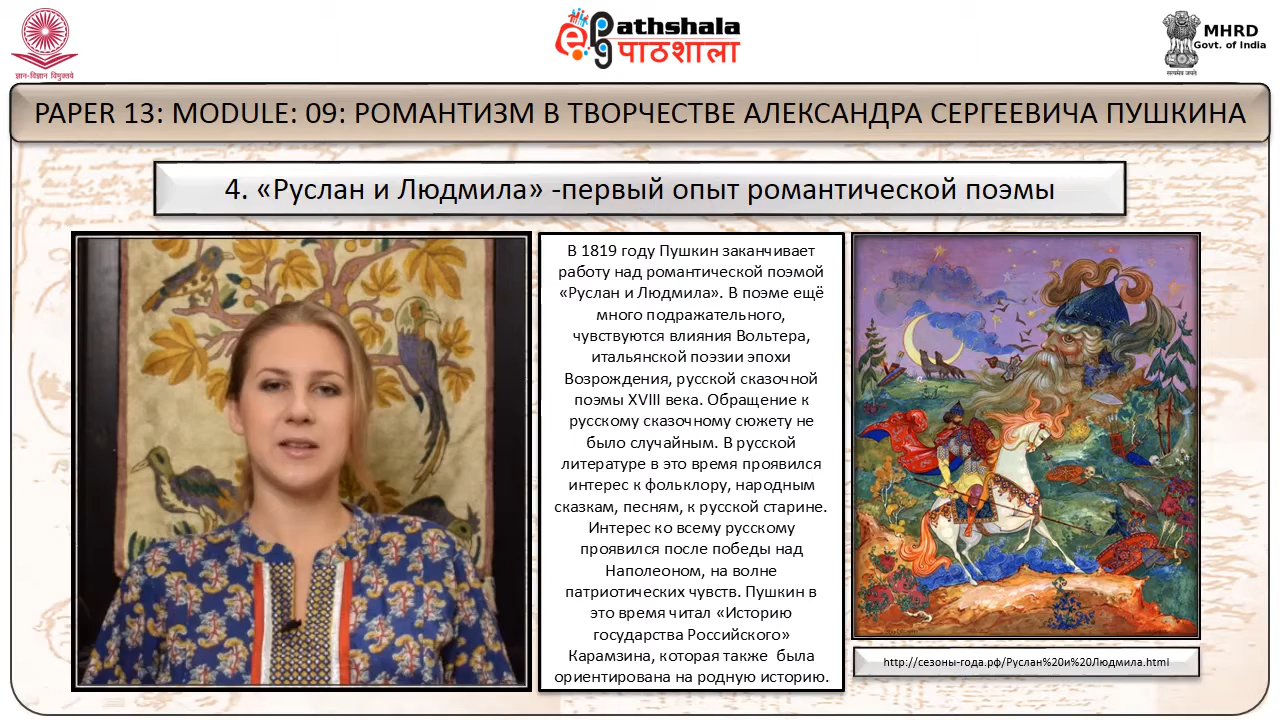 ज्ञान-विज्ञान विमुक्तये
ePathshala
पाठशाला
MHRD
Govt. of India
सत्यमेव जयते
PAPER 13: MODULE: 09: РОМАНТИЗМ В ТВОРЧЕСТВЕ АЛЕКСАНДРА СЕРГЕЕВИЧА ПУШКИНА
4. «Руслан и Людмила» -первый опыт романтической поэмы
В 1819 году Пушкин заканчивает
работу над романтической поэмой
«Руслан и Людмила». В поэме ещё
много подражательного,
чувствуются влияния Вольтера,
итальянской поэзии эпохи
Возрождения, русской сказочной
поэмы XVIII века. Обращение к
русскому сказочному сюжету не
было случайным. В русской
литературе в это время проявился
интерес к фольклору, народным
сказкам, песням, к русской старине.
Интерес ко всему русскому
проявился после победы над
Наполеоном, на волне
патриотических чувств. Пушкин в
это время читал «Историю
государства Российского»
Карамзина, которая также была
ориентирована на родную историю.
http://сезоны-года.рф/Руслан%20и%20Людмила.html